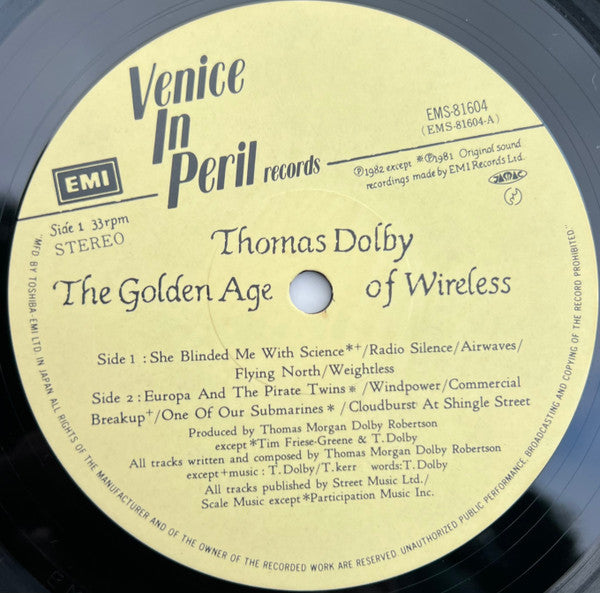 Venice
In
Peril records
EMI
EMS-81604
(EMS-81604-A)
℗1982 except *℗1981 Original sound
recordings made by EMI Records Ltd.
JASRAC
Side 1 33rpm
STEREO
Thomas Dolby
The Golden Age of Wireless
Side 1 : She Blinded Me With Science*+/Radio Silence/Airwaves/
Flying North/Weightless
Side 2 : Europa And The Pirate Twins* /Windpower/Commercial
Breakup+/One Of Our Submarines* /Cloudburst At Shingle Street
Produced by Thomas Morgan Dolby Robertson
except *Tim Friese-Greene & T.Dolby
All tracks written and composed by Thomas Morgan Dolby Robertson
except+music : T.Dolby/T.kerr words:T.Dolby
All tracks published by Street Music Ltd./
Scale Music except*Participation Music Inc.
"MFD BY TOSHIBA-EMI LTD. IN JAPAN ALL RIGHTS OF THE MANUFACTURER AND OF THE OWNER OF THE RECORDED WORK ARE RESERVED UNAUTHORIZED PUBLIC PERFORMANCE, BROADCASTING AND COPYING OF THE RECORD PROHIBITED."